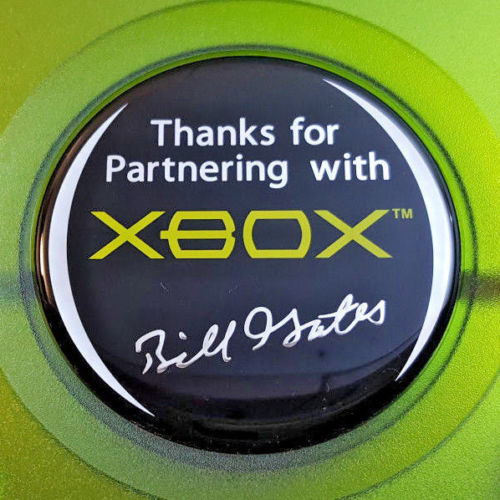 Thanks for
Partnering with
XBOX™
Bill Gates